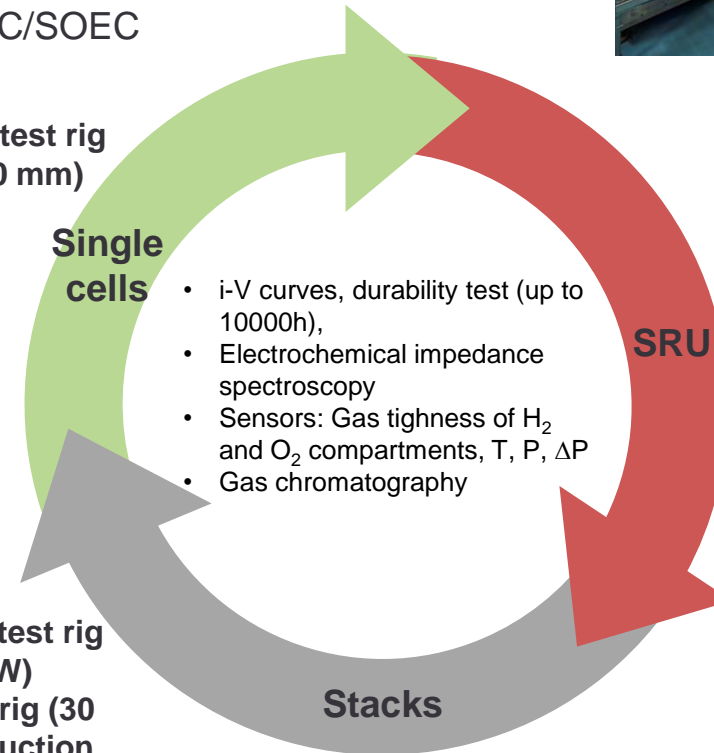 C/SOEC
test rig
0 mm)
Single
cells
• i-V curves, durability test (up to
10000h),
• Electrochemical impedance
spectroscopy
• Sensors: Gas tighness of H₂
and O₂ compartments, T, P, ΔP
• Gas chromatography
SRU
test rig
W)
rig (30
uction
Stacks